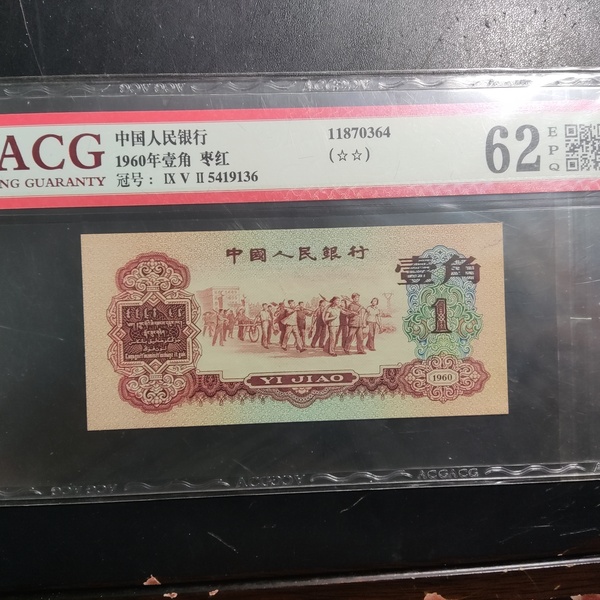 ACG
NG GUARANTY
中国人民银行
1960年壹角 枣红
冠号： Ⅸ Ⅴ Ⅱ 5419136
11870364
(☆☆)
62
E
P
Q
中國人民銀行
壹角
1
YI JIAO
1960
ACGACG